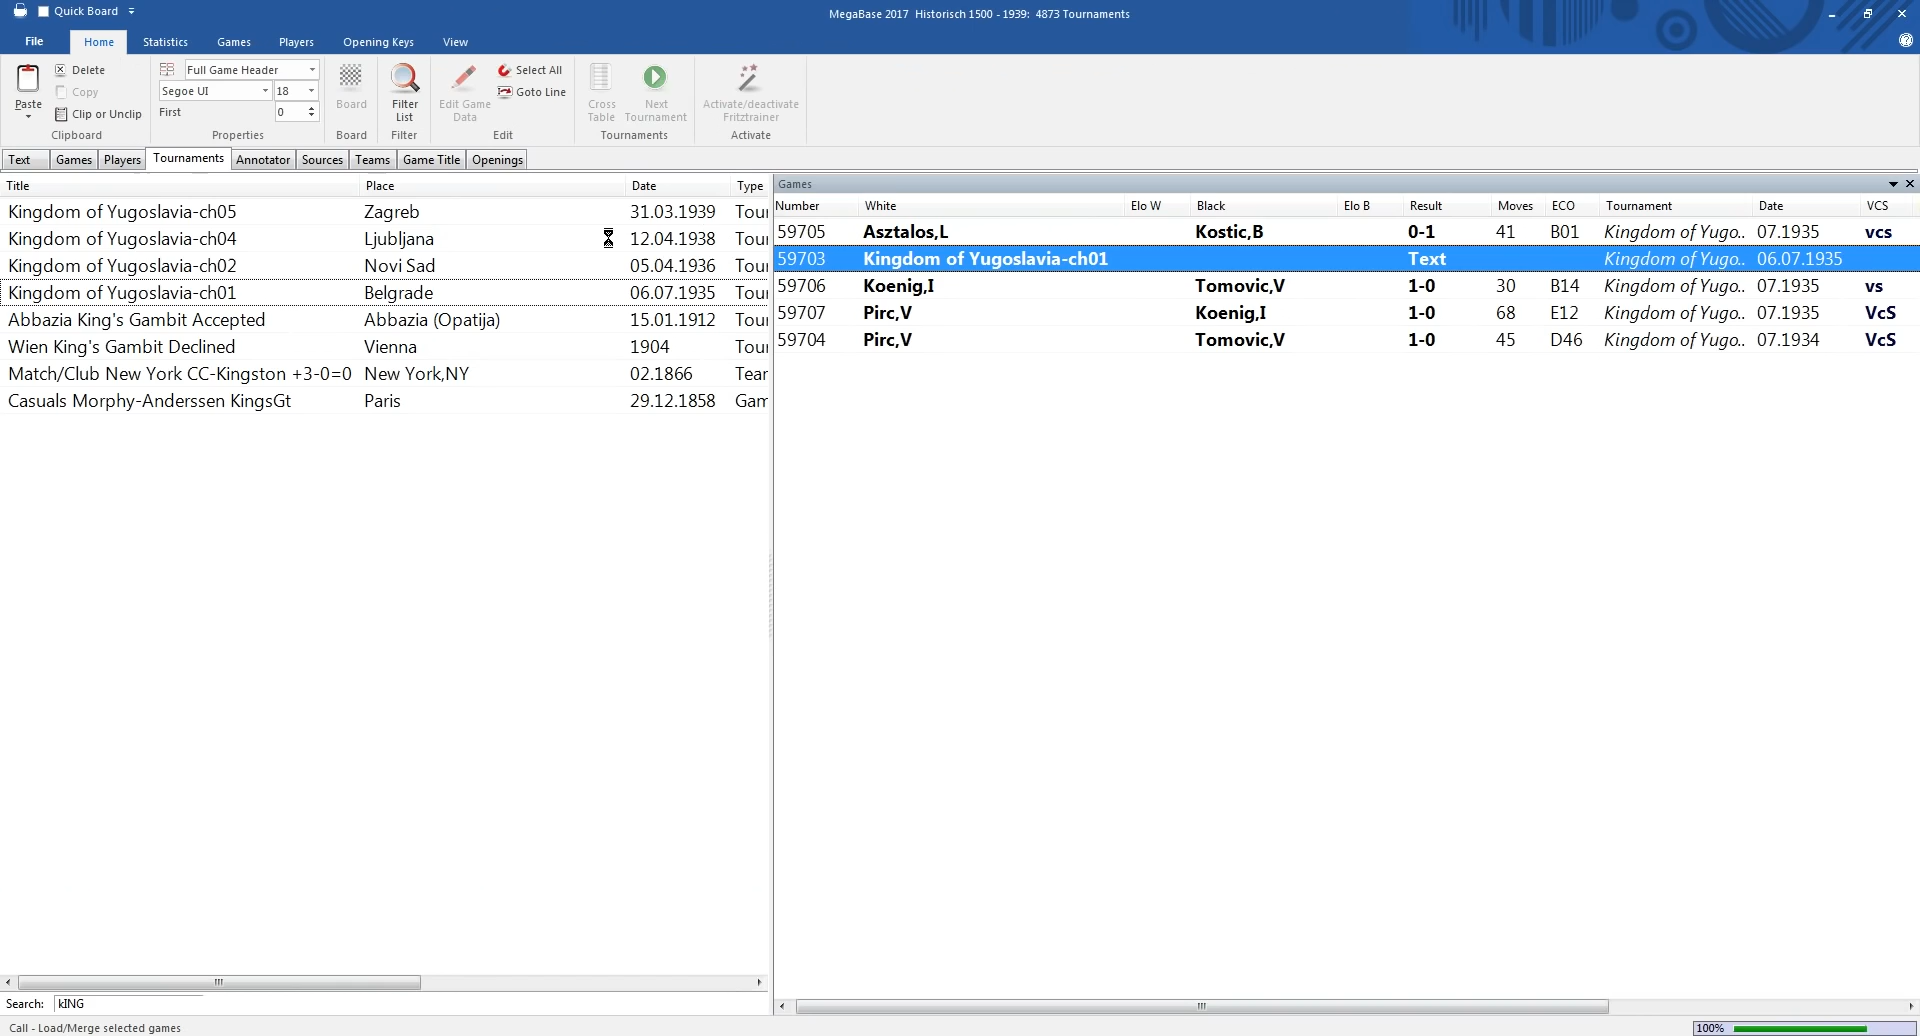 Quick Board
MegaBase 2017 Historisch 1500 - 1939: 4873 Tournaments
File Home Statistics Games Players Opening Keys View
Paste
Delete
Copy
Clip or Unclip
Clipboard
Full Game Header
Segoe UI 18
First 0
Properties
Board
Board
Filter List
Filter
Edit Game Data
Select All
Goto Line
Edit
Cross Table
Next Tournament
Tournaments
Activate/deactivate Fritztrainer
Activate
Text Games Players Tournaments Annotator Sources Teams Game Title Openings
Title Place Date Type
Kingdom of Yugoslavia-ch05 Zagreb 31.03.1939 Tour
Kingdom of Yugoslavia-ch04 Ljubljana 12.04.1938 Tour
Kingdom of Yugoslavia-ch02 Novi Sad 05.04.1936 Tour
Kingdom of Yugoslavia-ch01 Belgrade 06.07.1935 Tour
Abbazia King's Gambit Accepted Abbazia (Opatija) 15.01.1912 Tour
Wien King's Gambit Declined Vienna 1904 Tour
Match/Club New York CC-Kingston +3-0=0 New York,NY 02.1866 Tear
Casuals Morphy-Anderssen KingsGt Paris 29.12.1858 Gam
Search: kING
Call - Load/Merge selected games
Games
Number White Elo W Black Elo B Result Moves ECO Tournament Date VCS
59705 Asztalos,L Kostic,B 0-1 41 B01 Kingdom of Yugo.. 07.1935 vcs
59703 Kingdom of Yugoslavia-ch01 Text Kingdom of Yugo.. 06.07.1935
59706 Koenig,I Tomovic,V 1-0 30 B14 Kingdom of Yugo.. 07.1935 vs
59707 Pirc,V Koenig,I 1-0 68 E12 Kingdom of Yugo.. 07.1935 VcS
59704 Pirc,V Tomovic,V 1-0 45 D46 Kingdom of Yugo.. 07.1934 VcS
100%